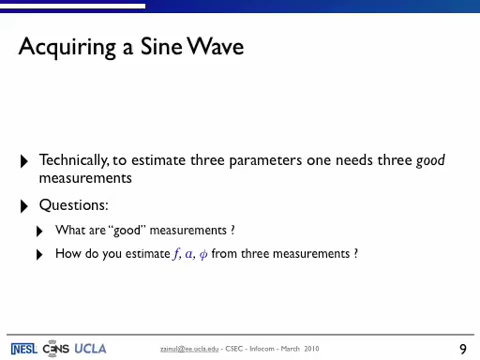 Acquiring a Sine Wave
Technically, to estimate three parameters one needs three good
measurements
Questions:
What are “good” measurements ?
How do you estimate f, a, ϕ from three measurements ?
NESL CENS UCLA
zainul@ee.ucla.edu - CSEC - Infocom - March 2010
9